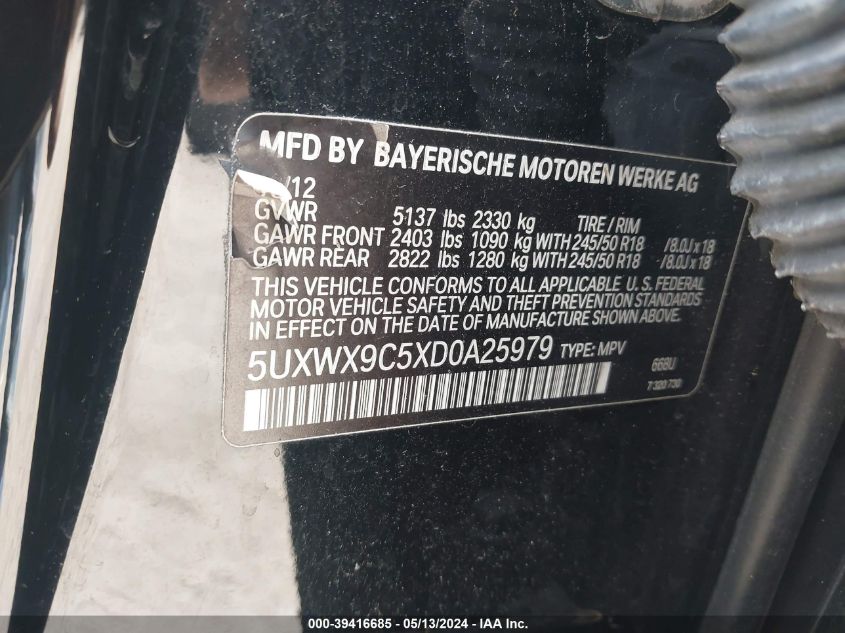 MFD BY BAYERISCHE MOTOREN WERKE AG
/12
GVWR 5137 lbs 2330 kg TIRE / RIM
GAWR FRONT 2403 lbs 1090 kg WITH 245/50 R18 /8.0J x 18
GAWR REAR 2822 lbs 1280 kg WITH 245/50 R18 /8.0J x 18
THIS VEHICLE CONFORMS TO ALL APPLICABLE U.S. FEDERAL
MOTOR VEHICLE SAFETY AND THEFT PREVENTION STANDARDS
IN EFFECT ON THE DATE OF MANUFACTURE SHOWN ABOVE.
5UXWX9C5XD0A25979 TYPE: MPV 668U
7 320 730
000-39416685 - 05/13/2024 - IAA Inc.